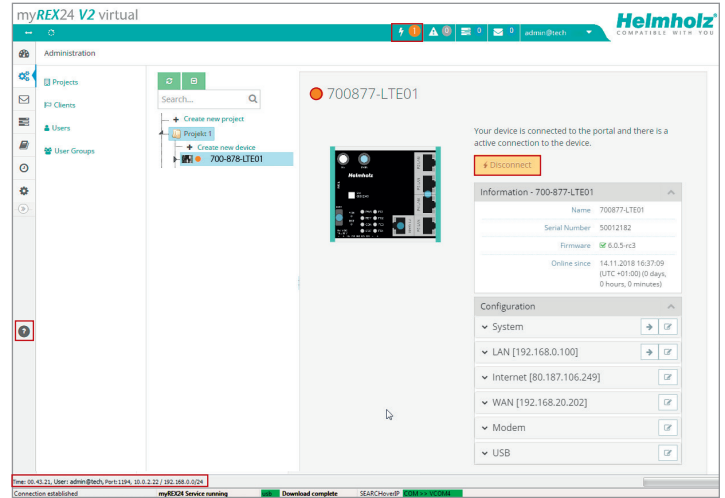 myREX24 V2 virtual
Helmholz
COMPATIBLE WITH YOU
1
0
0
0
admin@tech
Administration
Projects
Clients
Users
User Groups
Search...
Create new project
Projekt 1
Create new device
700-878-LTE01
700877-LTE01
Your device is connected to the portal and there is a
active connection to the device.
Disconnect
Helmholz
Information - 700-877-LTE01
Name 700877-LTE01
Serial Number 50012182
Firmware 6.0.5-rc3
Online since 14.11.2018 16:37:09
(UTC +01:00) (0 days,
0 hours, 0 minutes)
Configuration
System
LAN [192.168.0.100]
Internet [80.187.106.249]
WAN [192.168.20.202]
Modem
USB
Time: 00.43.21, User: admin@tech, Port:1194, 10.0.2.22 / 192.168.0.0/24
Connection established myREX24 Service running usb Download complete SEARCHoverIP COM >> VCOM4